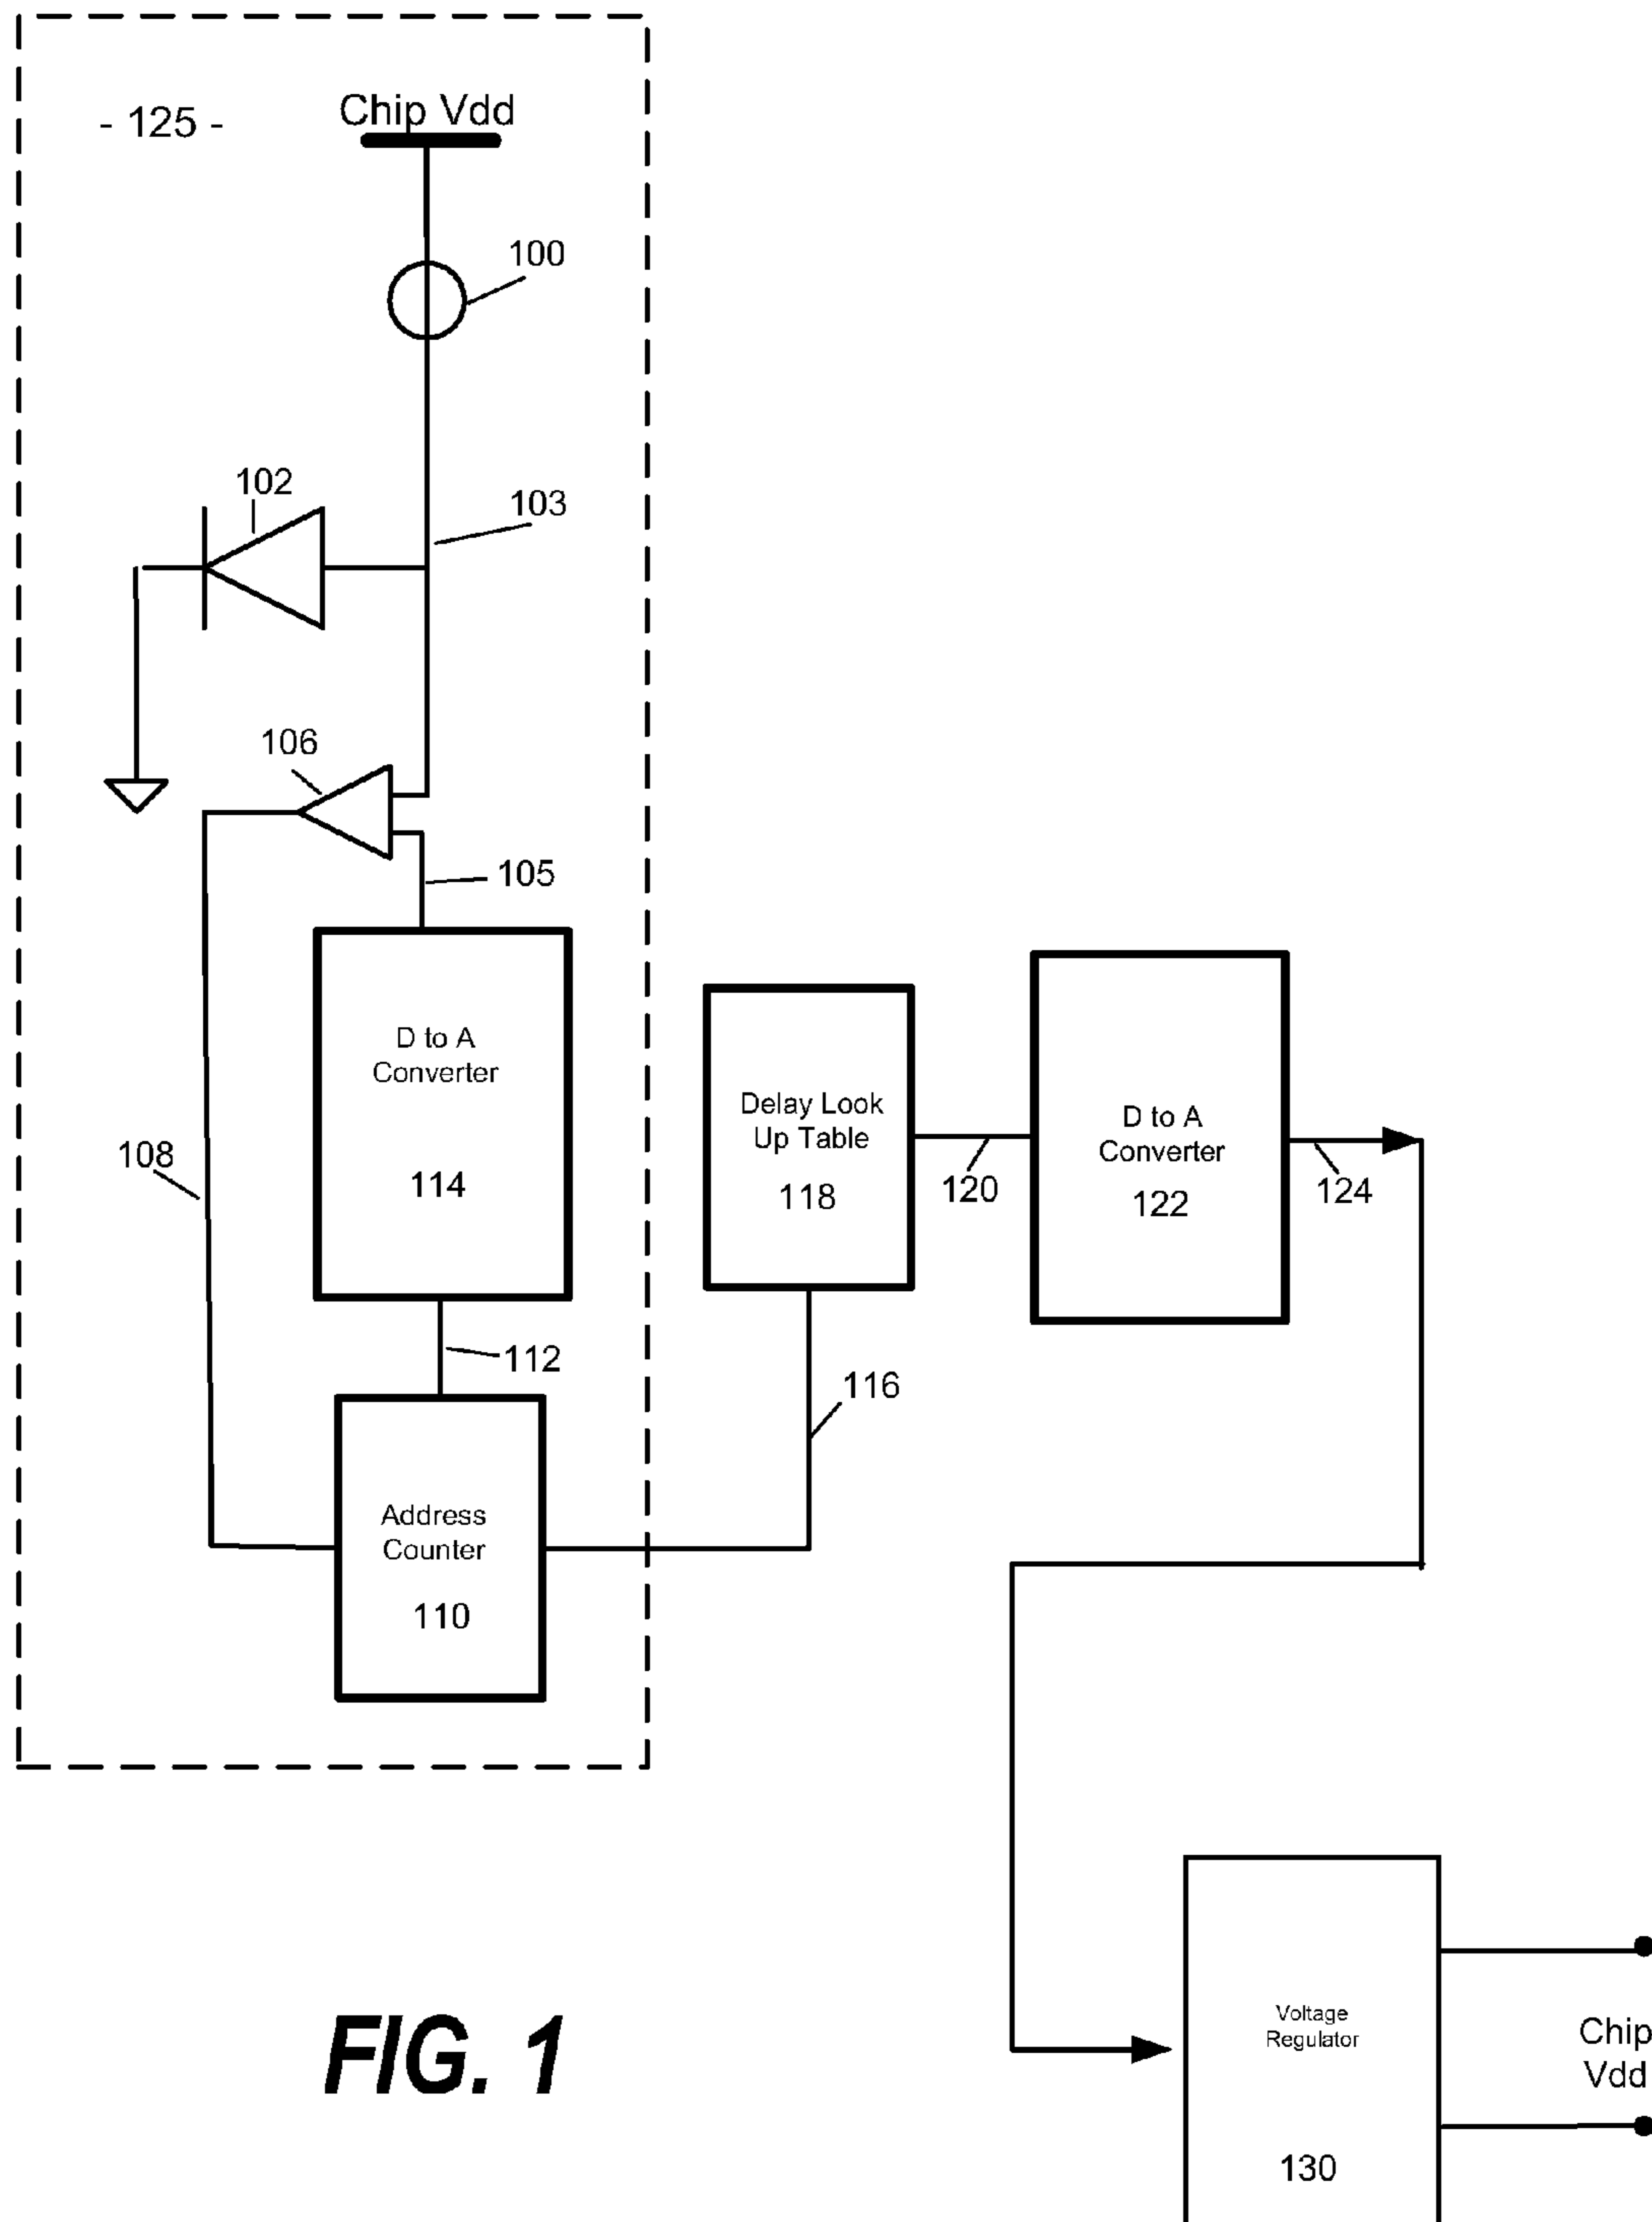 - 125 -
Chip Vdd
100
102
103
106
105
D to A
Converter
114
Delay Look
Up Table
118
D to A
Converter
122
108
120
124
112
116
Address
Counter
110
Voltage
Regulator
130
Chip
Vdd
FIG. 1